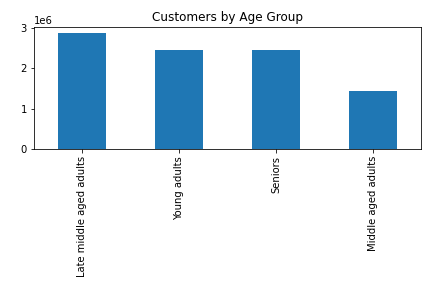 Customers by Age Group
1e6
3
2
1
0
Late middle aged adults
Young adults
Seniors
Middle aged adults